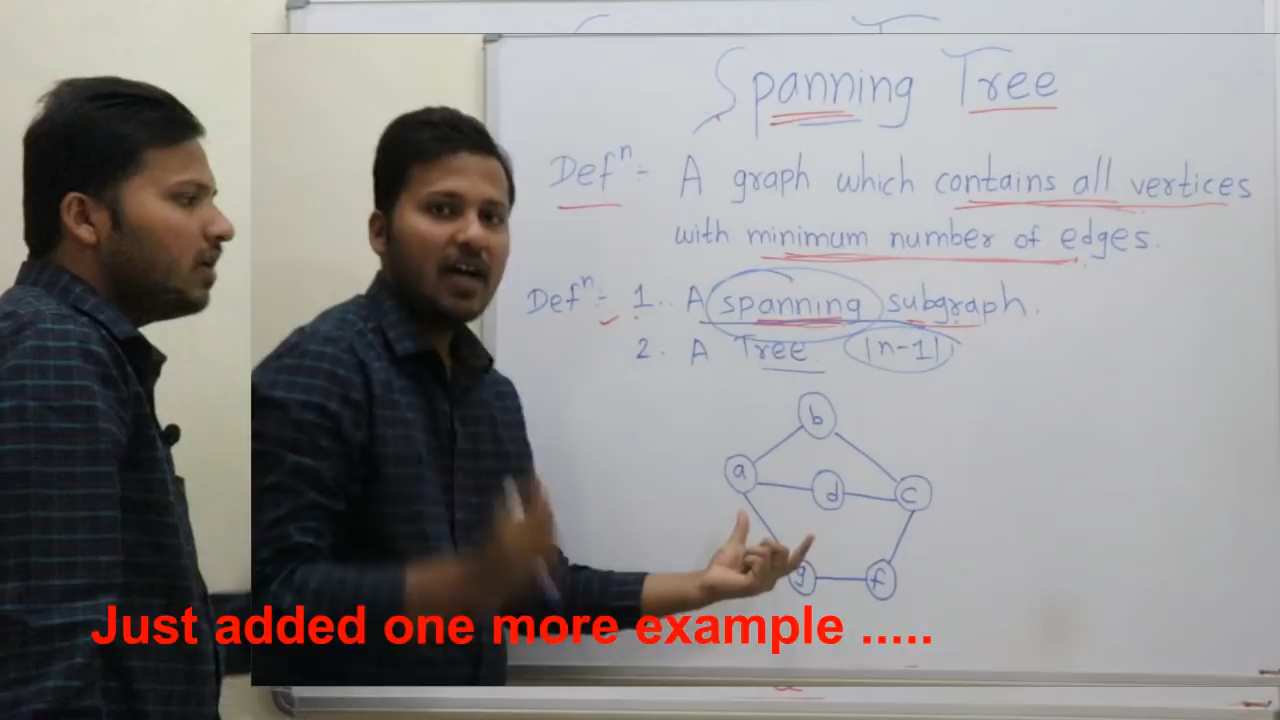 Spanning Tree
Defⁿ:- A graph which contains all vertices
with minimum number of edges.
Defⁿ:- 1. A spanning subgraph.
2. A Tree |n-1|
b
a d c
g f
Just added one more example .....